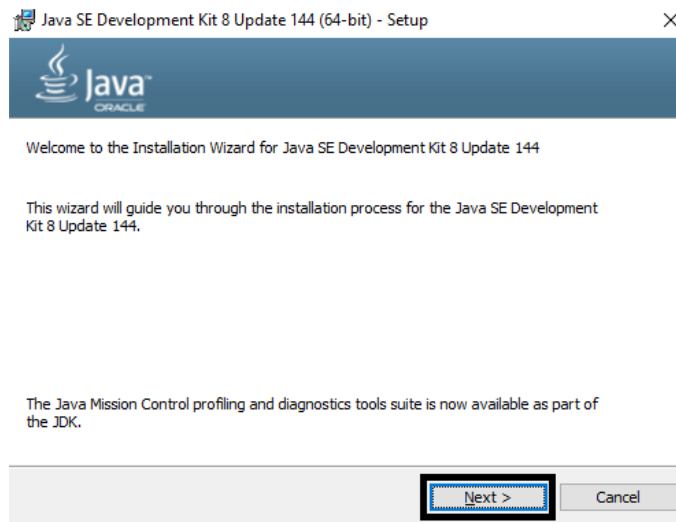 Java SE Development Kit 8 Update 144 (64-bit) - Setup
Java™
ORACLE
Welcome to the Installation Wizard for Java SE Development Kit 8 Update 144
This wizard will guide you through the installation process for the Java SE Development
Kit 8 Update 144.
The Java Mission Control profiling and diagnostics tools suite is now available as part of
the JDK.
Next > Cancel